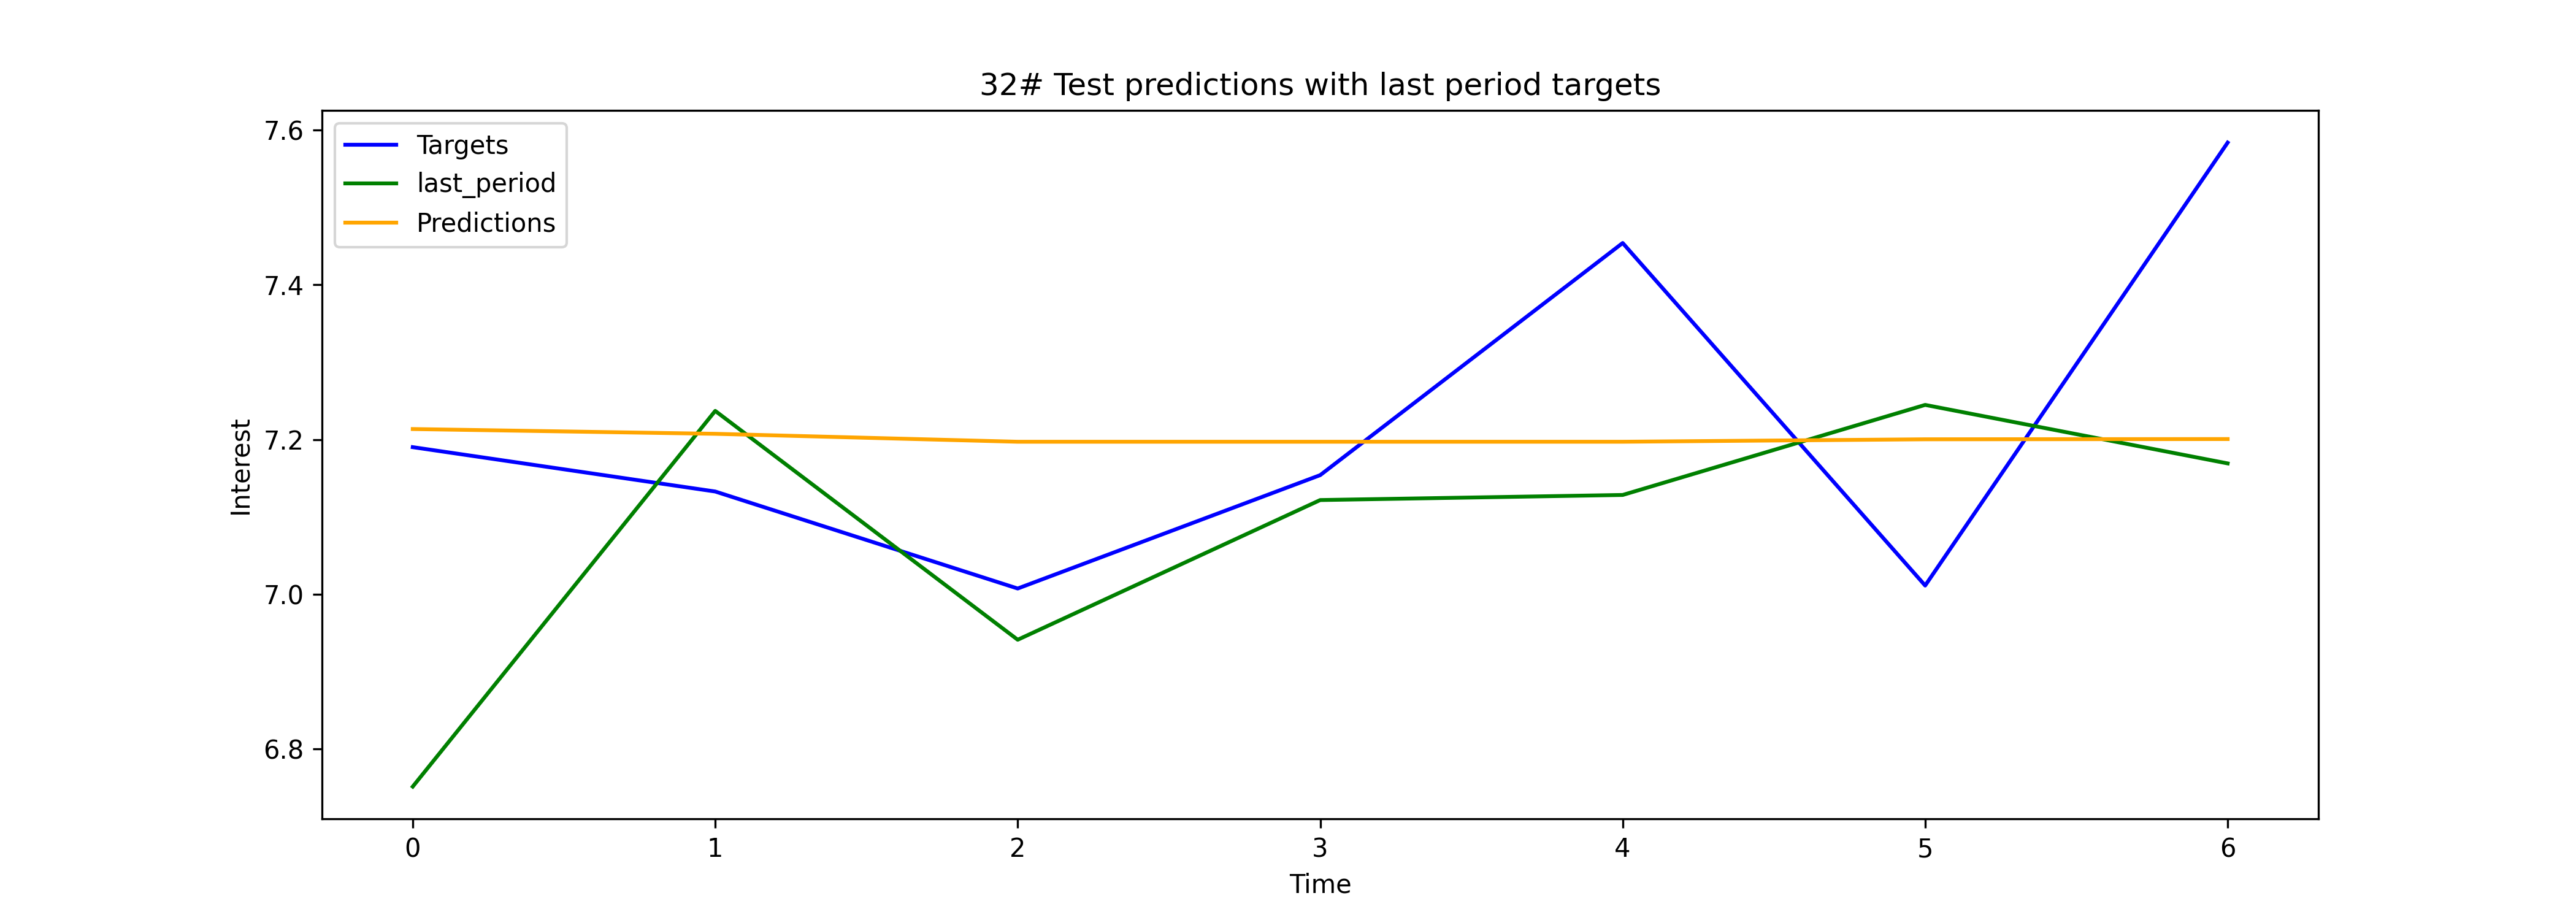 32# Test predictions with last period targets
Targets
last_period
Predictions
7.6
7.4
7.2
7.0
6.8
Interest
0 1 2 3 4 5 6
Time